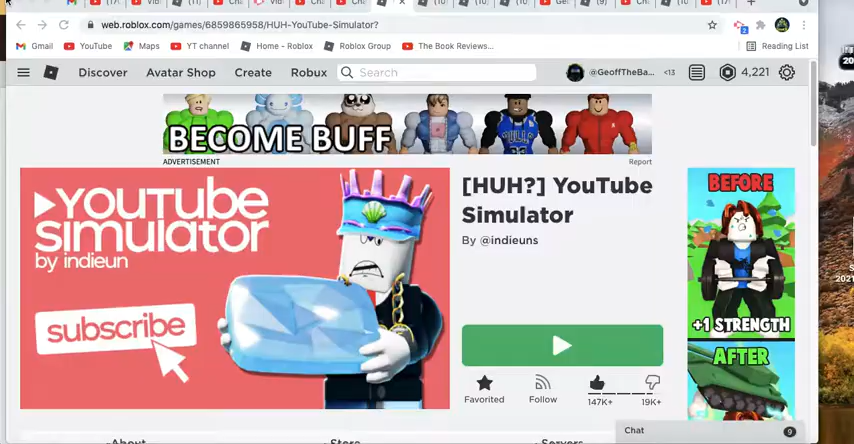 web.roblox.com/games/6859865958/HUH-YouTube-Simulator?
2
Gmail YouTube Maps YT channel Home - Roblox Roblox Group The Book Reviews... Reading List
Discover Avatar Shop Create Robux Search @GeoffTheBa... <13 4,221
BECOME BUFF
ADVERTISEMENT Report
YOUTUBE
simulator
by indieun
subscribe
[HUH?] YouTube
Simulator
By @indieuns
Favorited Follow 147K+ 19K+
BEFORE
+1 STRENGTH
AFTER
Chat 9
About Store Servers